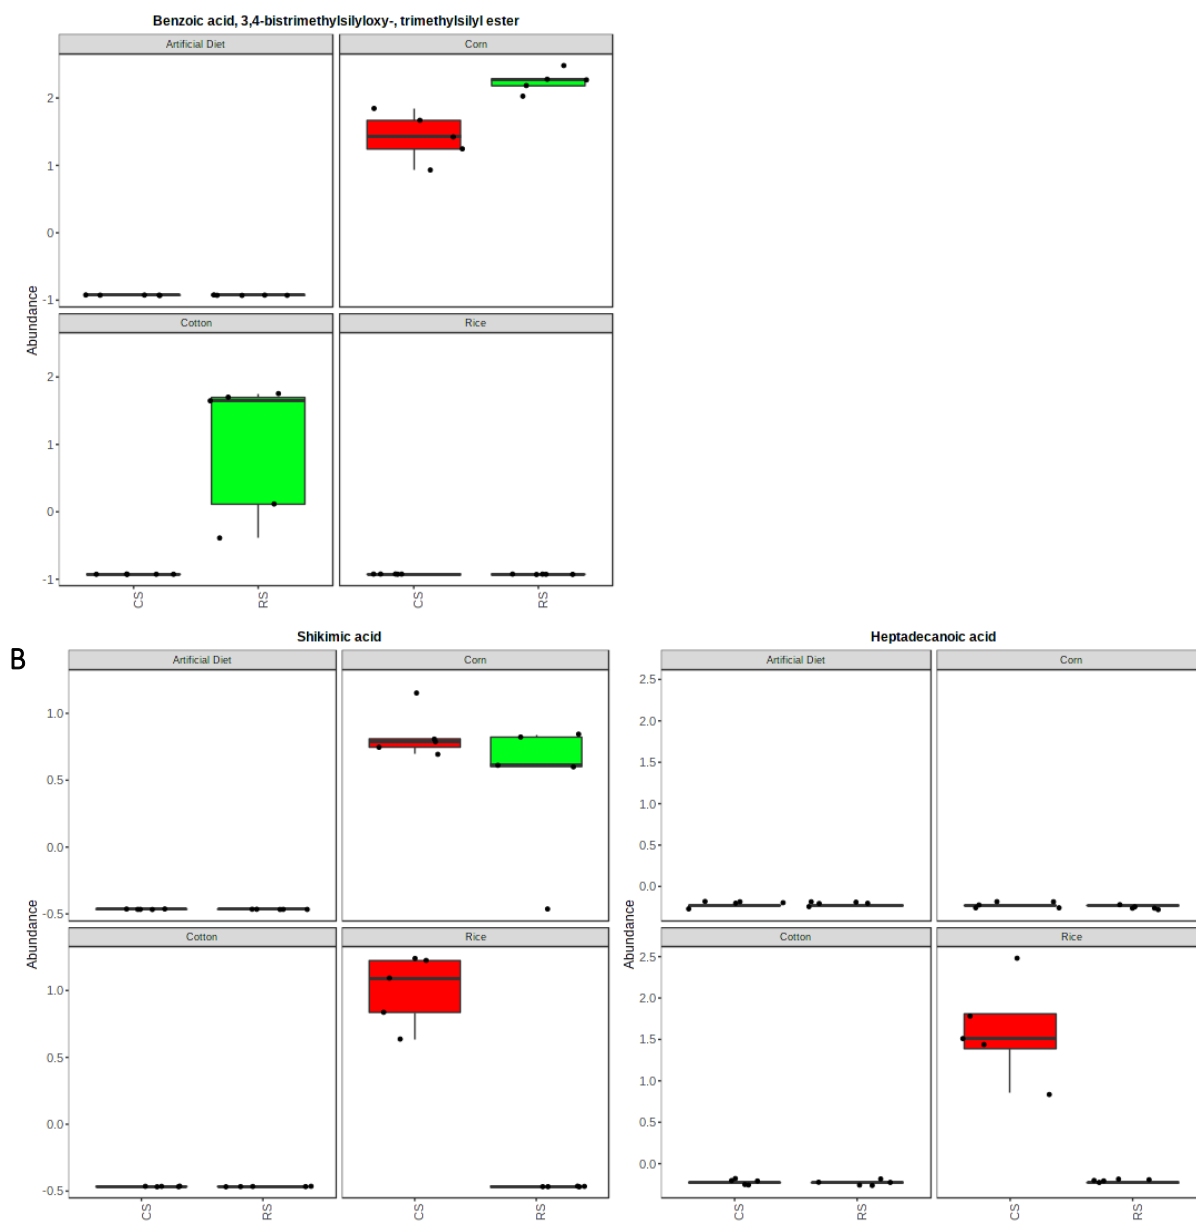 Benzoic acid, 3,4-bistrimethylsilyloxy-, trimethylsilyl ester
Artificial Diet
Corn
2
1
0
-1
Abundance
Cotton
Rice
2
1
0
-1
CS
RS
CS
RS
B
Shikimic acid
Artificial Diet
Corn
1.0
0.5
0.0
-0.5
Abundance
Cotton
Rice
1.0
0.5
0.0
-0.5
CS
RS
CS
RS
Heptadecanoic acid
Artificial Diet
Corn
2.5
2.0
1.5
1.0
0.5
0.0
Abundance
Cotton
Rice
2.5
2.0
1.5
1.0
0.5
0.0
CS
RS
CS
RS